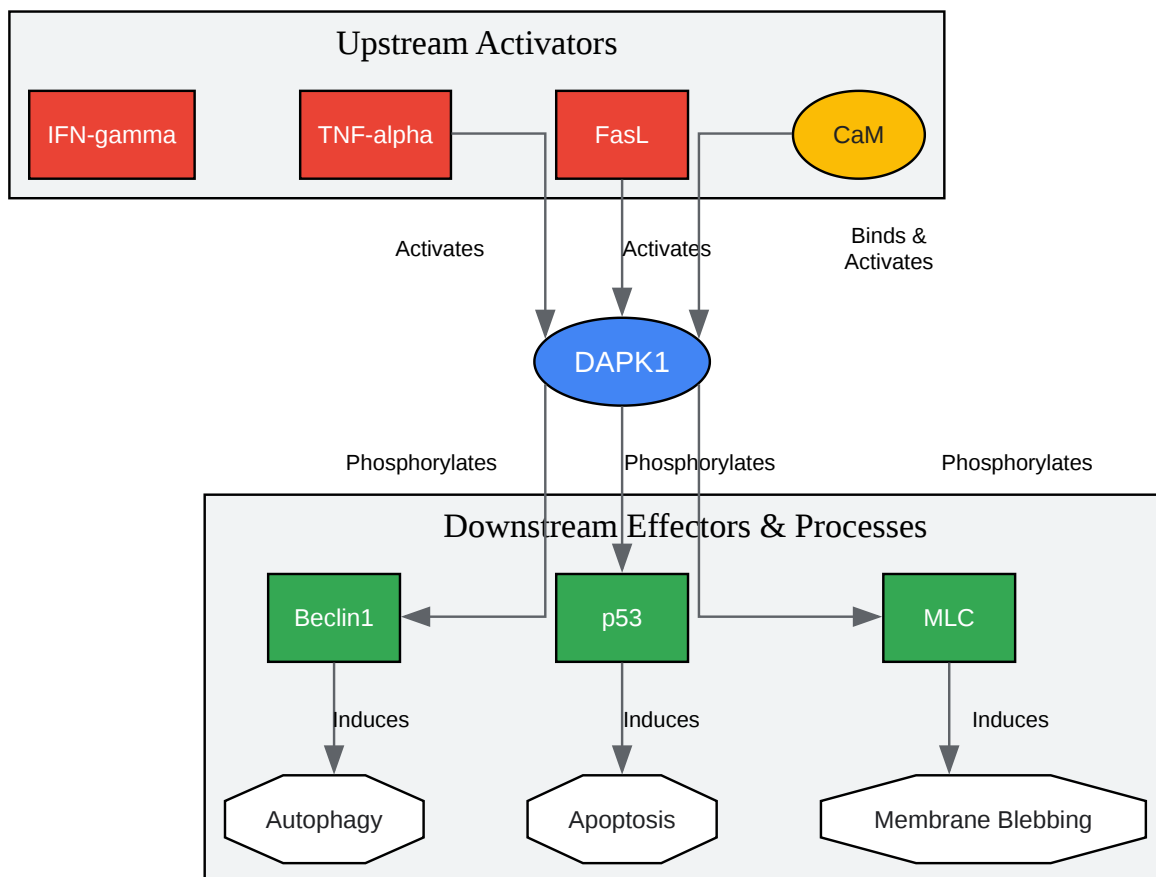 Upstream Activators
IFN-gamma
TNF-alpha
FasL
CaM
Activates
Activates
Binds &
Activates
DAPK1
Phosphorylates
Phosphorylates
Phosphorylates
Downstream Effectors & Processes
Beclin1
p53
MLC
Induces
Induces
Induces
Autophagy
Apoptosis
Membrane Blebbing